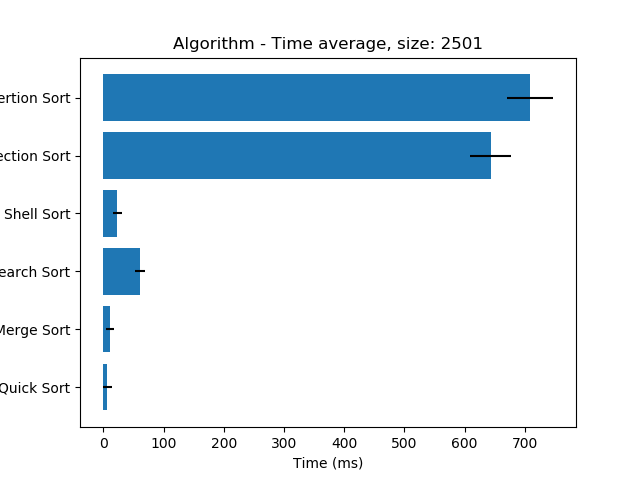 Algorithm - Time average, size: 2501
ertion Sort
ection Sort
Shell Sort
earch Sort
Merge Sort
Quick Sort
0 100 200 300 400 500 600 700
Time (ms)